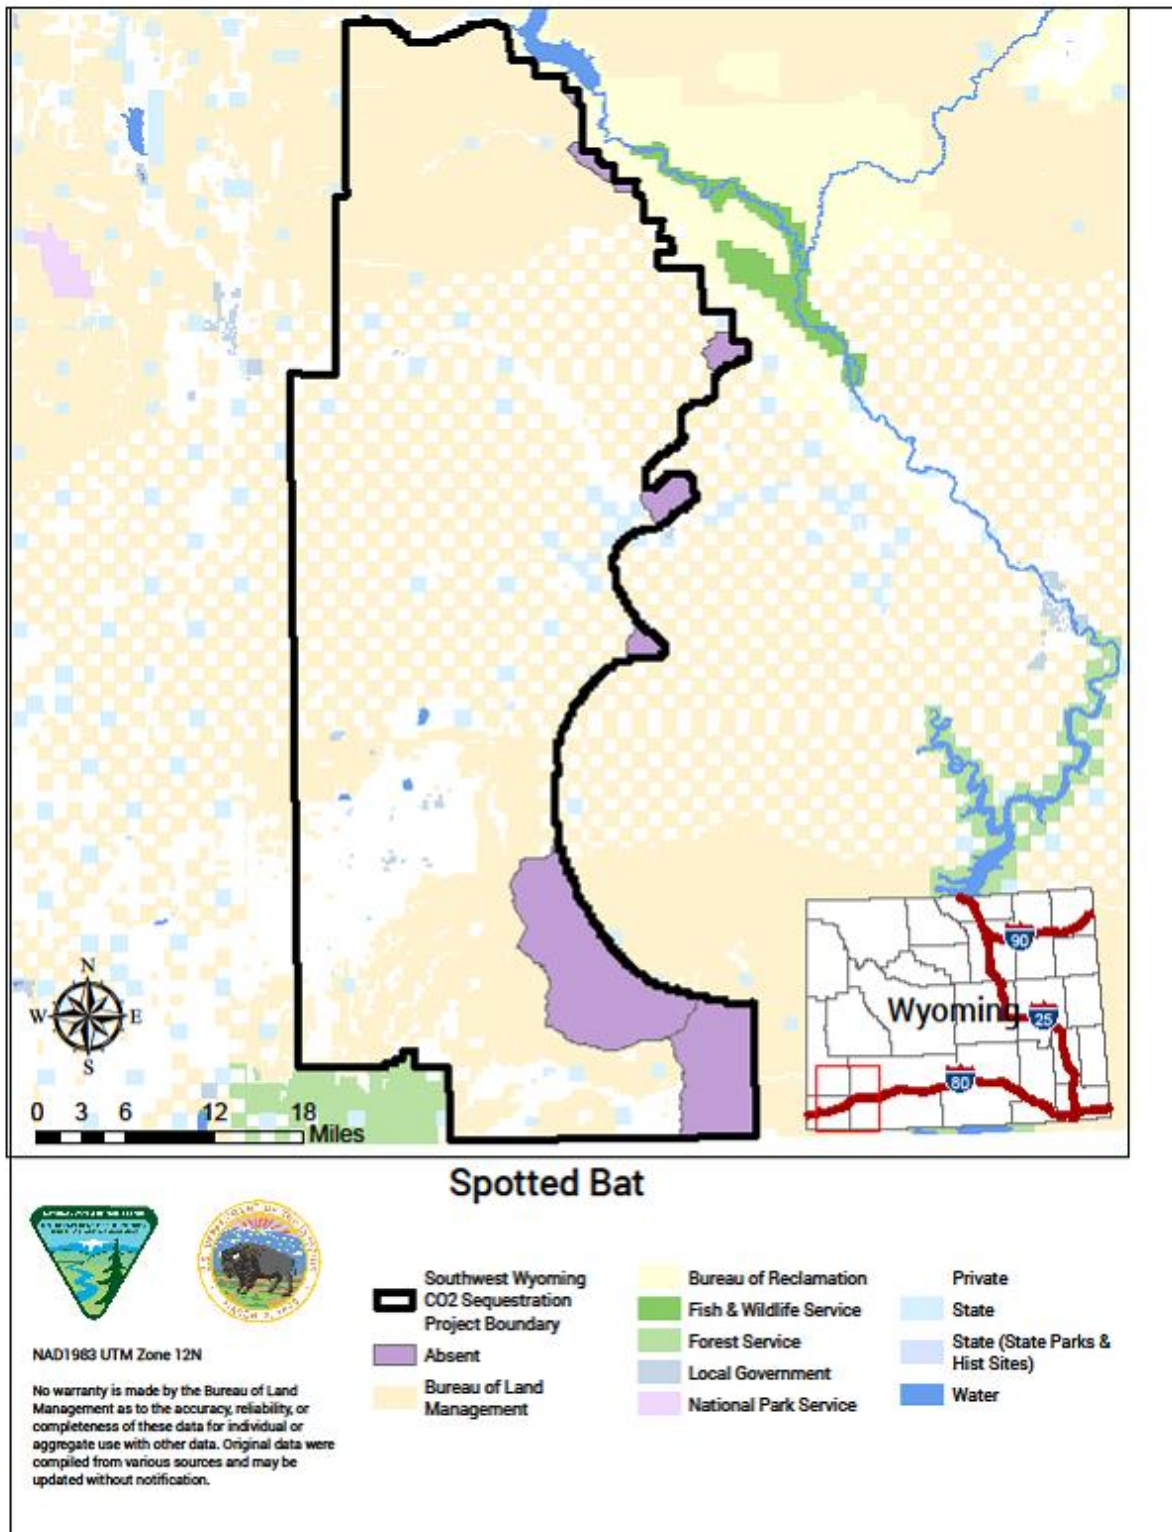 N
W
E
S
0 3 6 12 18
Miles
Wyoming
90
25
80
Spotted Bat
NAD1983 UTM Zone 12N
No warranty is made by the Bureau of Land
Management as to the accuracy, reliability, or
completeness of these data for individual or
aggregate use with other data. Original data were
compiled from various sources and may be
updated without notification.
Southwest Wyoming
CO2 Sequestration
Project Boundary
Absent
Bureau of Land
Management
Bureau of Reclamation
Fish & Wildlife Service
Forest Service
Local Government
National Park Service
Private
State
State (State Parks &
Hist Sites)
Water